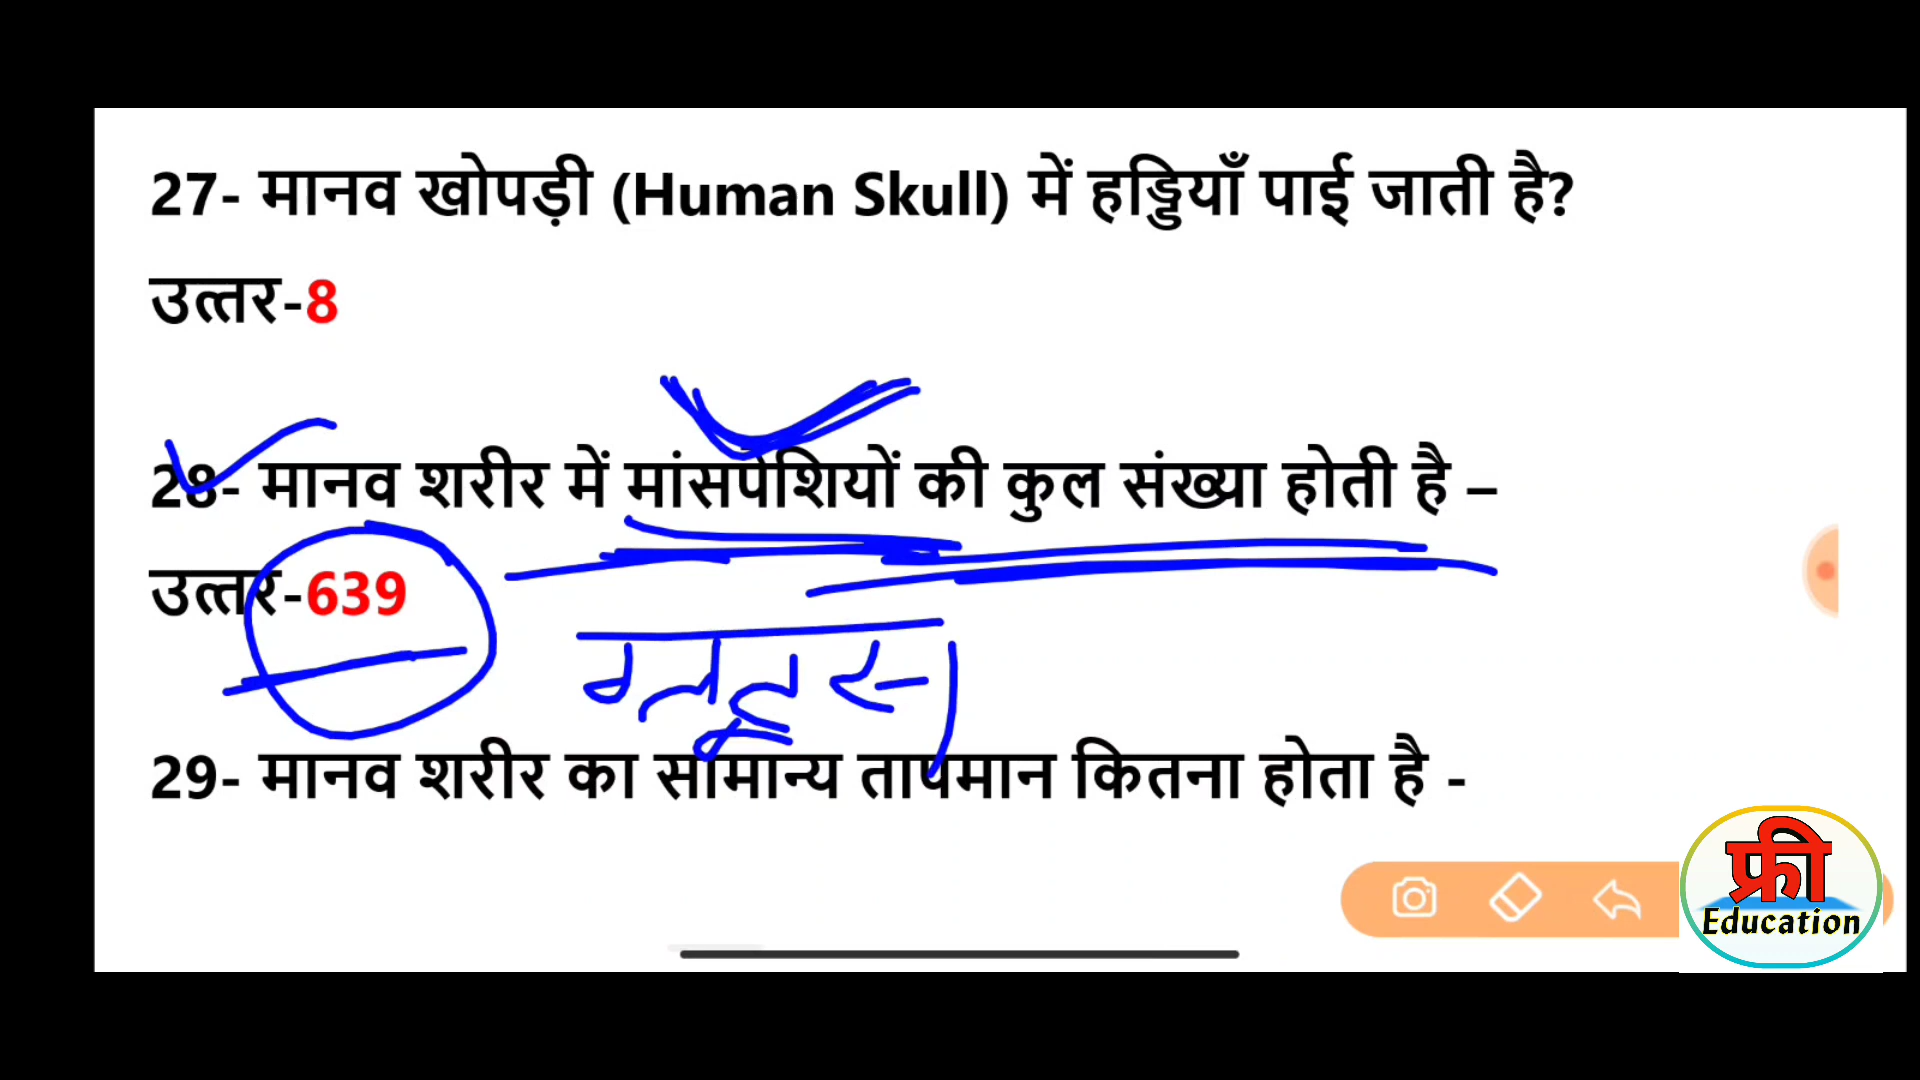 27- मानव खोपड़ी (Human Skull) में हड्डियाँ पाई जाती है?
उत्तर-8
28- मानव शरीर में मांसपेशियों की कुल संख्या होती है –
उत्तर-639
29- मानव शरीर का सामान्य तापमान कितना होता है -
फ्री
Education